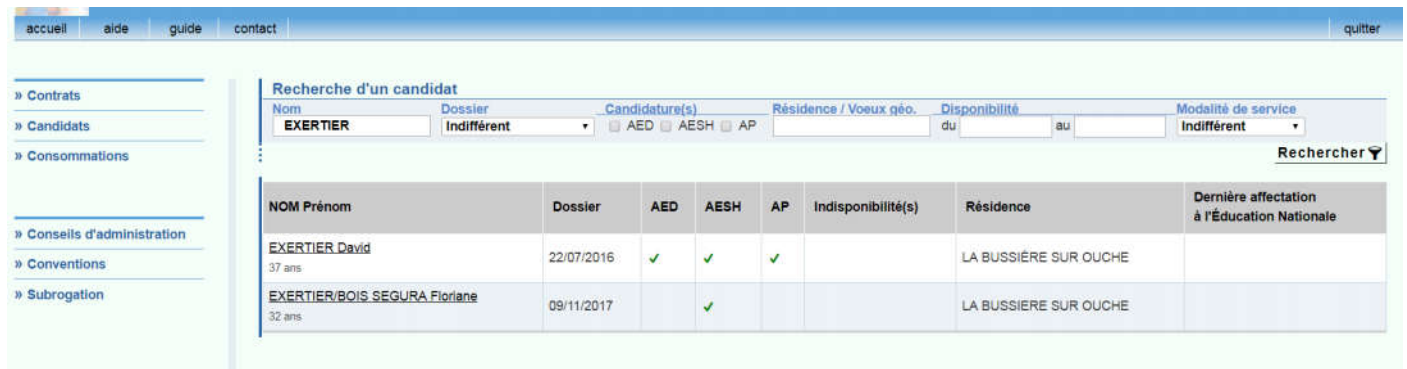 accueil aide guide contact quitter
» Contrats
» Candidats
» Consommations
» Conseils d'administration
» Conventions
» Subrogation
Recherche d'un candidat
Nom Dossier Candidature(s) Résidence / Voeux géo. Disponibilité Modalité de service
EXERTIER Indifférent AED AESH AP du au Indifférent
Rechercher
NOM Prénom Dossier AED AESH AP Indisponibilité(s) Résidence Dernière affectation
à l'Éducation Nationale
EXERTIER David 22/07/2016 ✓ ✓ ✓ LA BUSSIÈRE SUR OUCHE
37 ans
EXERTIER/BOIS SEGURA Floriane 09/11/2017 ✓ LA BUSSIERE SUR OUCHE
32 ans